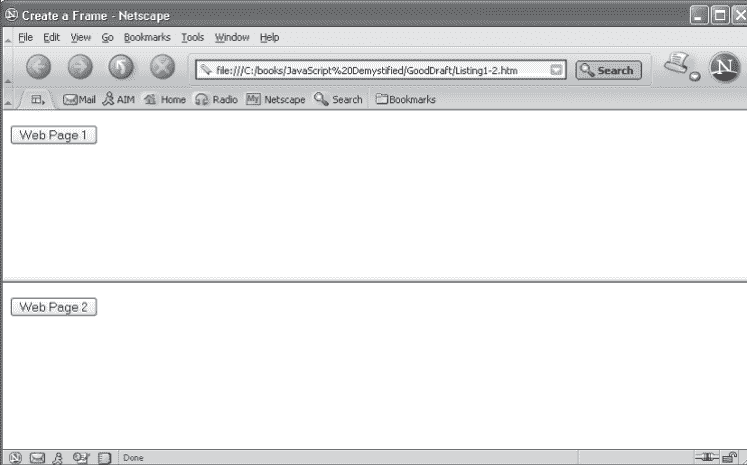 N Create a Frame - Netscape
File Edit View Go Bookmarks Tools Window Help
file:///C:/books/JavaScript%20Demystified/GoodDraft/Listing1-2.htm Search N
Mail AIM Home Radio My Netscape Search Bookmarks
Web Page 1
Web Page 2
Done